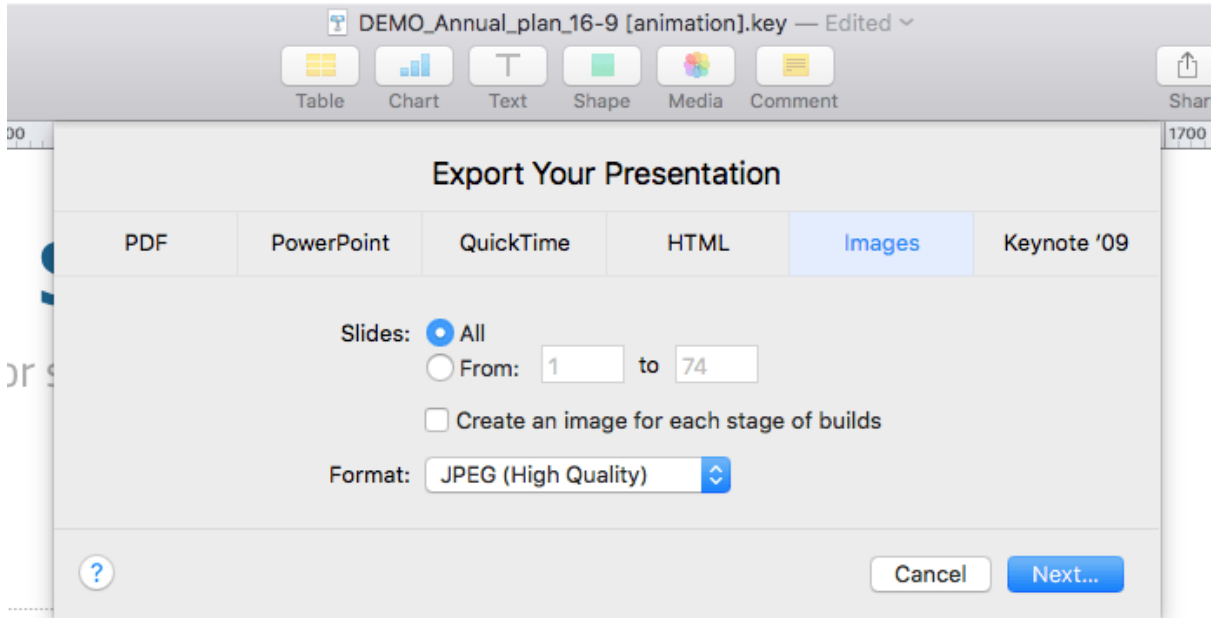 DEMO_Annual_plan_16-9 [animation].key — Edited
Table Chart Text Shape Media Comment
1700
Export Your Presentation
PDF PowerPoint QuickTime HTML Images Keynote '09
Slides: All
From: 1 to 74
Create an image for each stage of builds
Format: JPEG (High Quality)
? Cancel Next...